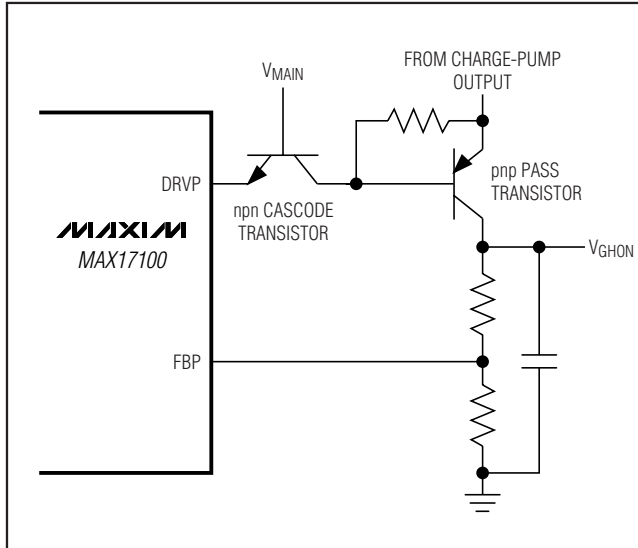 FROM CHARGE-PUMP
OUTPUT
VMAIN
DRVP
npn CASCODE
TRANSISTOR
pnp PASS
TRANSISTOR
MAXIM
MAX17100
VGHON
FBP